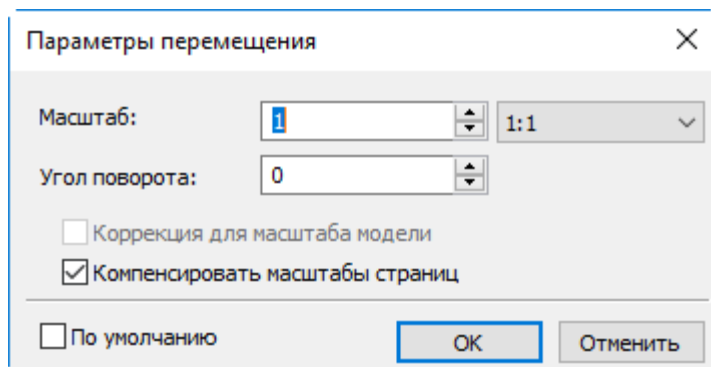 Параметры перемещения
Масштаб: 1 1:1
Угол поворота: 0
Коррекция для масштаба модели
Компенсировать масштабы страниц
По умолчанию OK Отменить